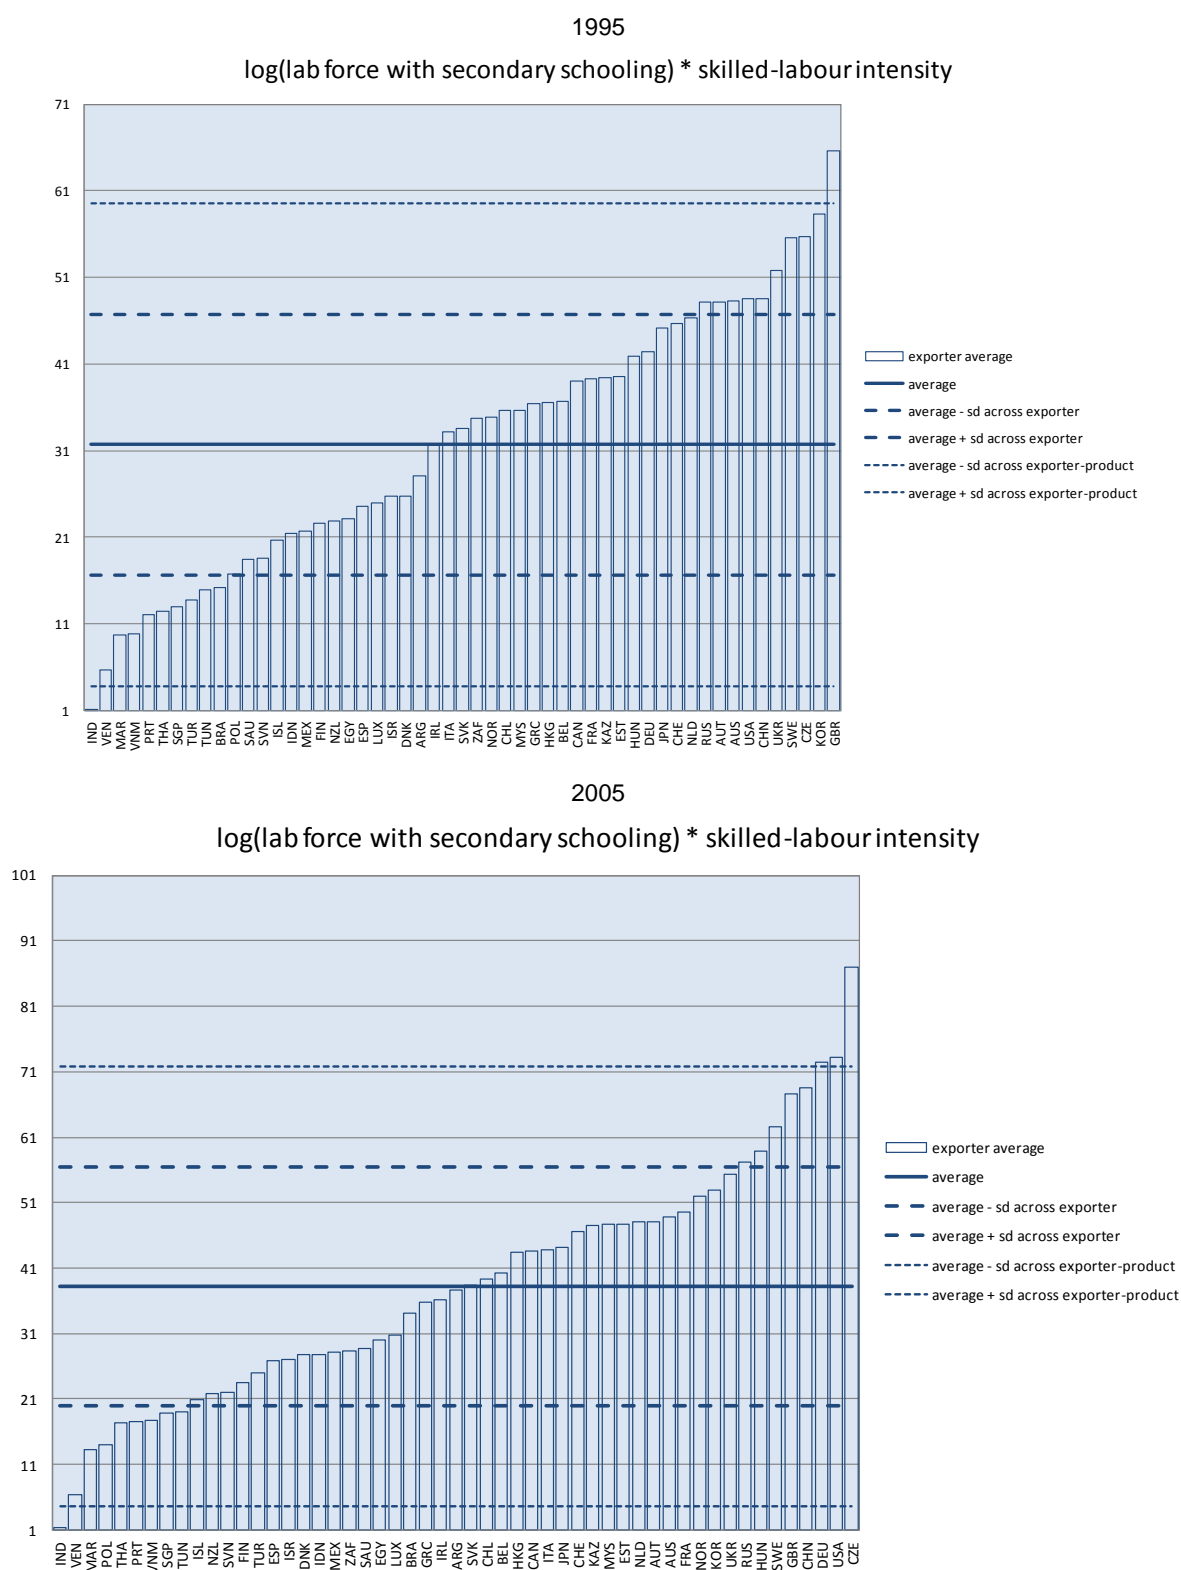 1995
log(lab force with secondary schooling) * skilled-labour intensity
71
61
51
41
31
21
11
1
IND VEN MAR VNM PRT THA SGP TUR TUN BRA POL SAU SVN ISL IDN MEX FIN NZL EGY ESP LUX ISR DNK ARG IRL ITA SVK ZAF NOR CHL MYS GRC HKG BEL CAN FRA KAZ EST HUN DEU JPN CHE NLD RUS AUT AUS USA CHN UKR SWE CZE KOR GBR
exporter average
average
average - sd across exporter
average + sd across exporter
average - sd across exporter-product
average + sd across exporter-product
2005
log(lab force with secondary schooling) * skilled-labour intensity
101
91
81
71
61
51
41
31
21
11
1
IND VEN MAR POL THA PRT VNM SGP TUN ISL NZL SVN FIN TUR ESP ISR DNK IDN MEX ZAF SAU EGY LUX BRA GRC IRL ARG SVK CHL BEL HKG CAN ITA JPN CHE KAZ MYS EST NLD AUT AUS FRA NOR KOR UKR RUS HUN SWE GBR CHN DEU USA CZE
exporter average
average
average - sd across exporter
average + sd across exporter
average - sd across exporter-product
average + sd across exporter-product